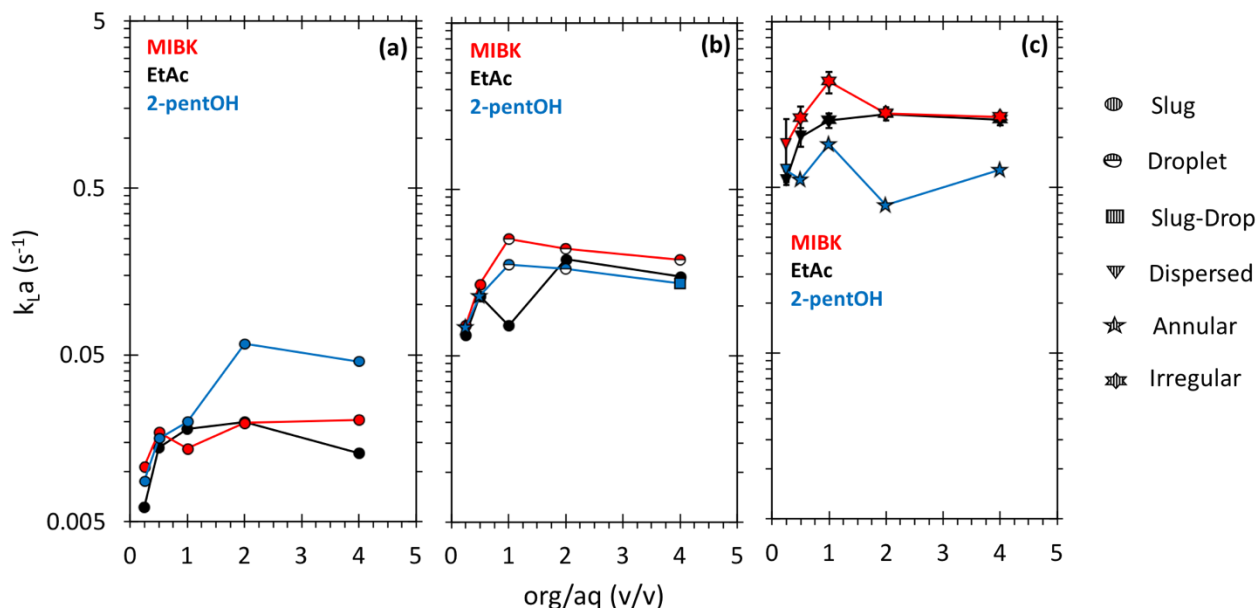 5
0.5
0.05
0.005
kLa (s-1)
(a)
MIBK
EtAc
2-pentOH
0 1 2 3 4 5
(b)
MIBK
EtAc
2-pentOH
0 1 2 3 4 5
(c)
MIBK
EtAc
2-pentOH
0 1 2 3 4 5
org/aq (v/v)
Slug
Droplet
Slug-Drop
Dispersed
Annular
Irregular